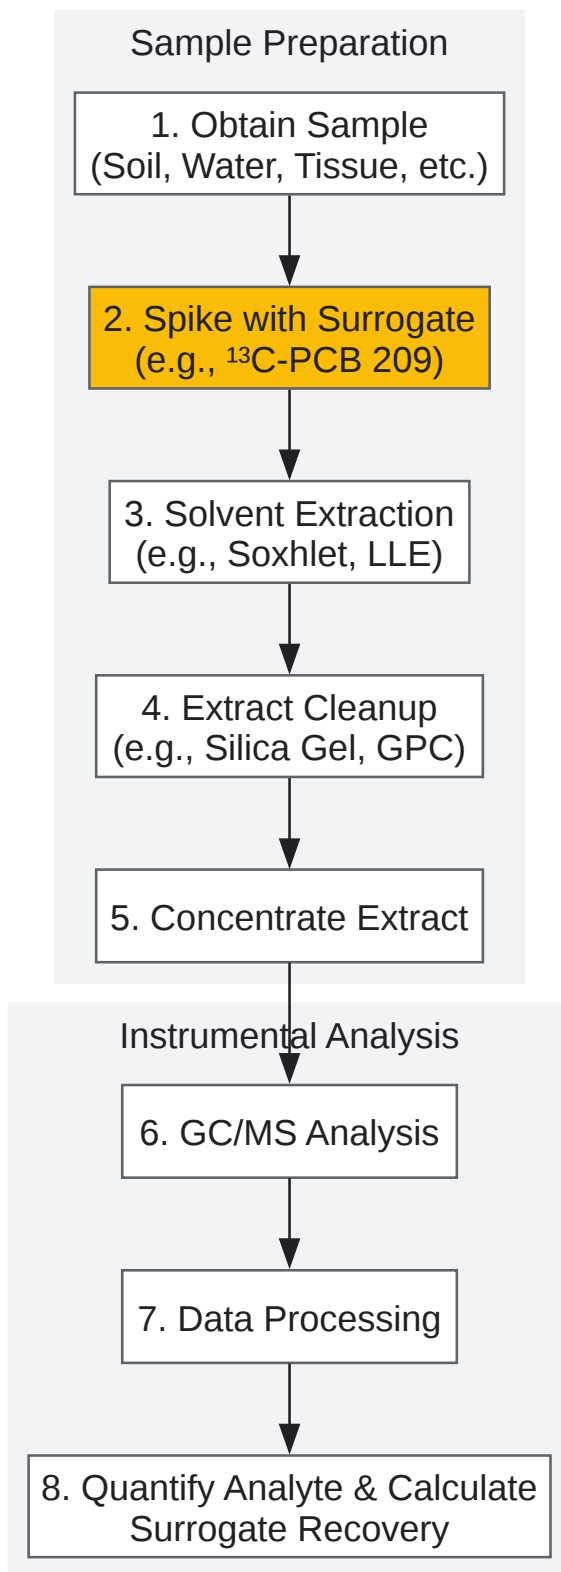 Sample Preparation
1. Obtain Sample
(Soil, Water, Tissue, etc.)
2. Spike with Surrogate
(e.g., ¹³C-PCB 209)
3. Solvent Extraction
(e.g., Soxhlet, LLE)
4. Extract Cleanup
(e.g., Silica Gel, GPC)
5. Concentrate Extract
Instrumental Analysis
6. GC/MS Analysis
7. Data Processing
8. Quantify Analyte & Calculate
Surrogate Recovery